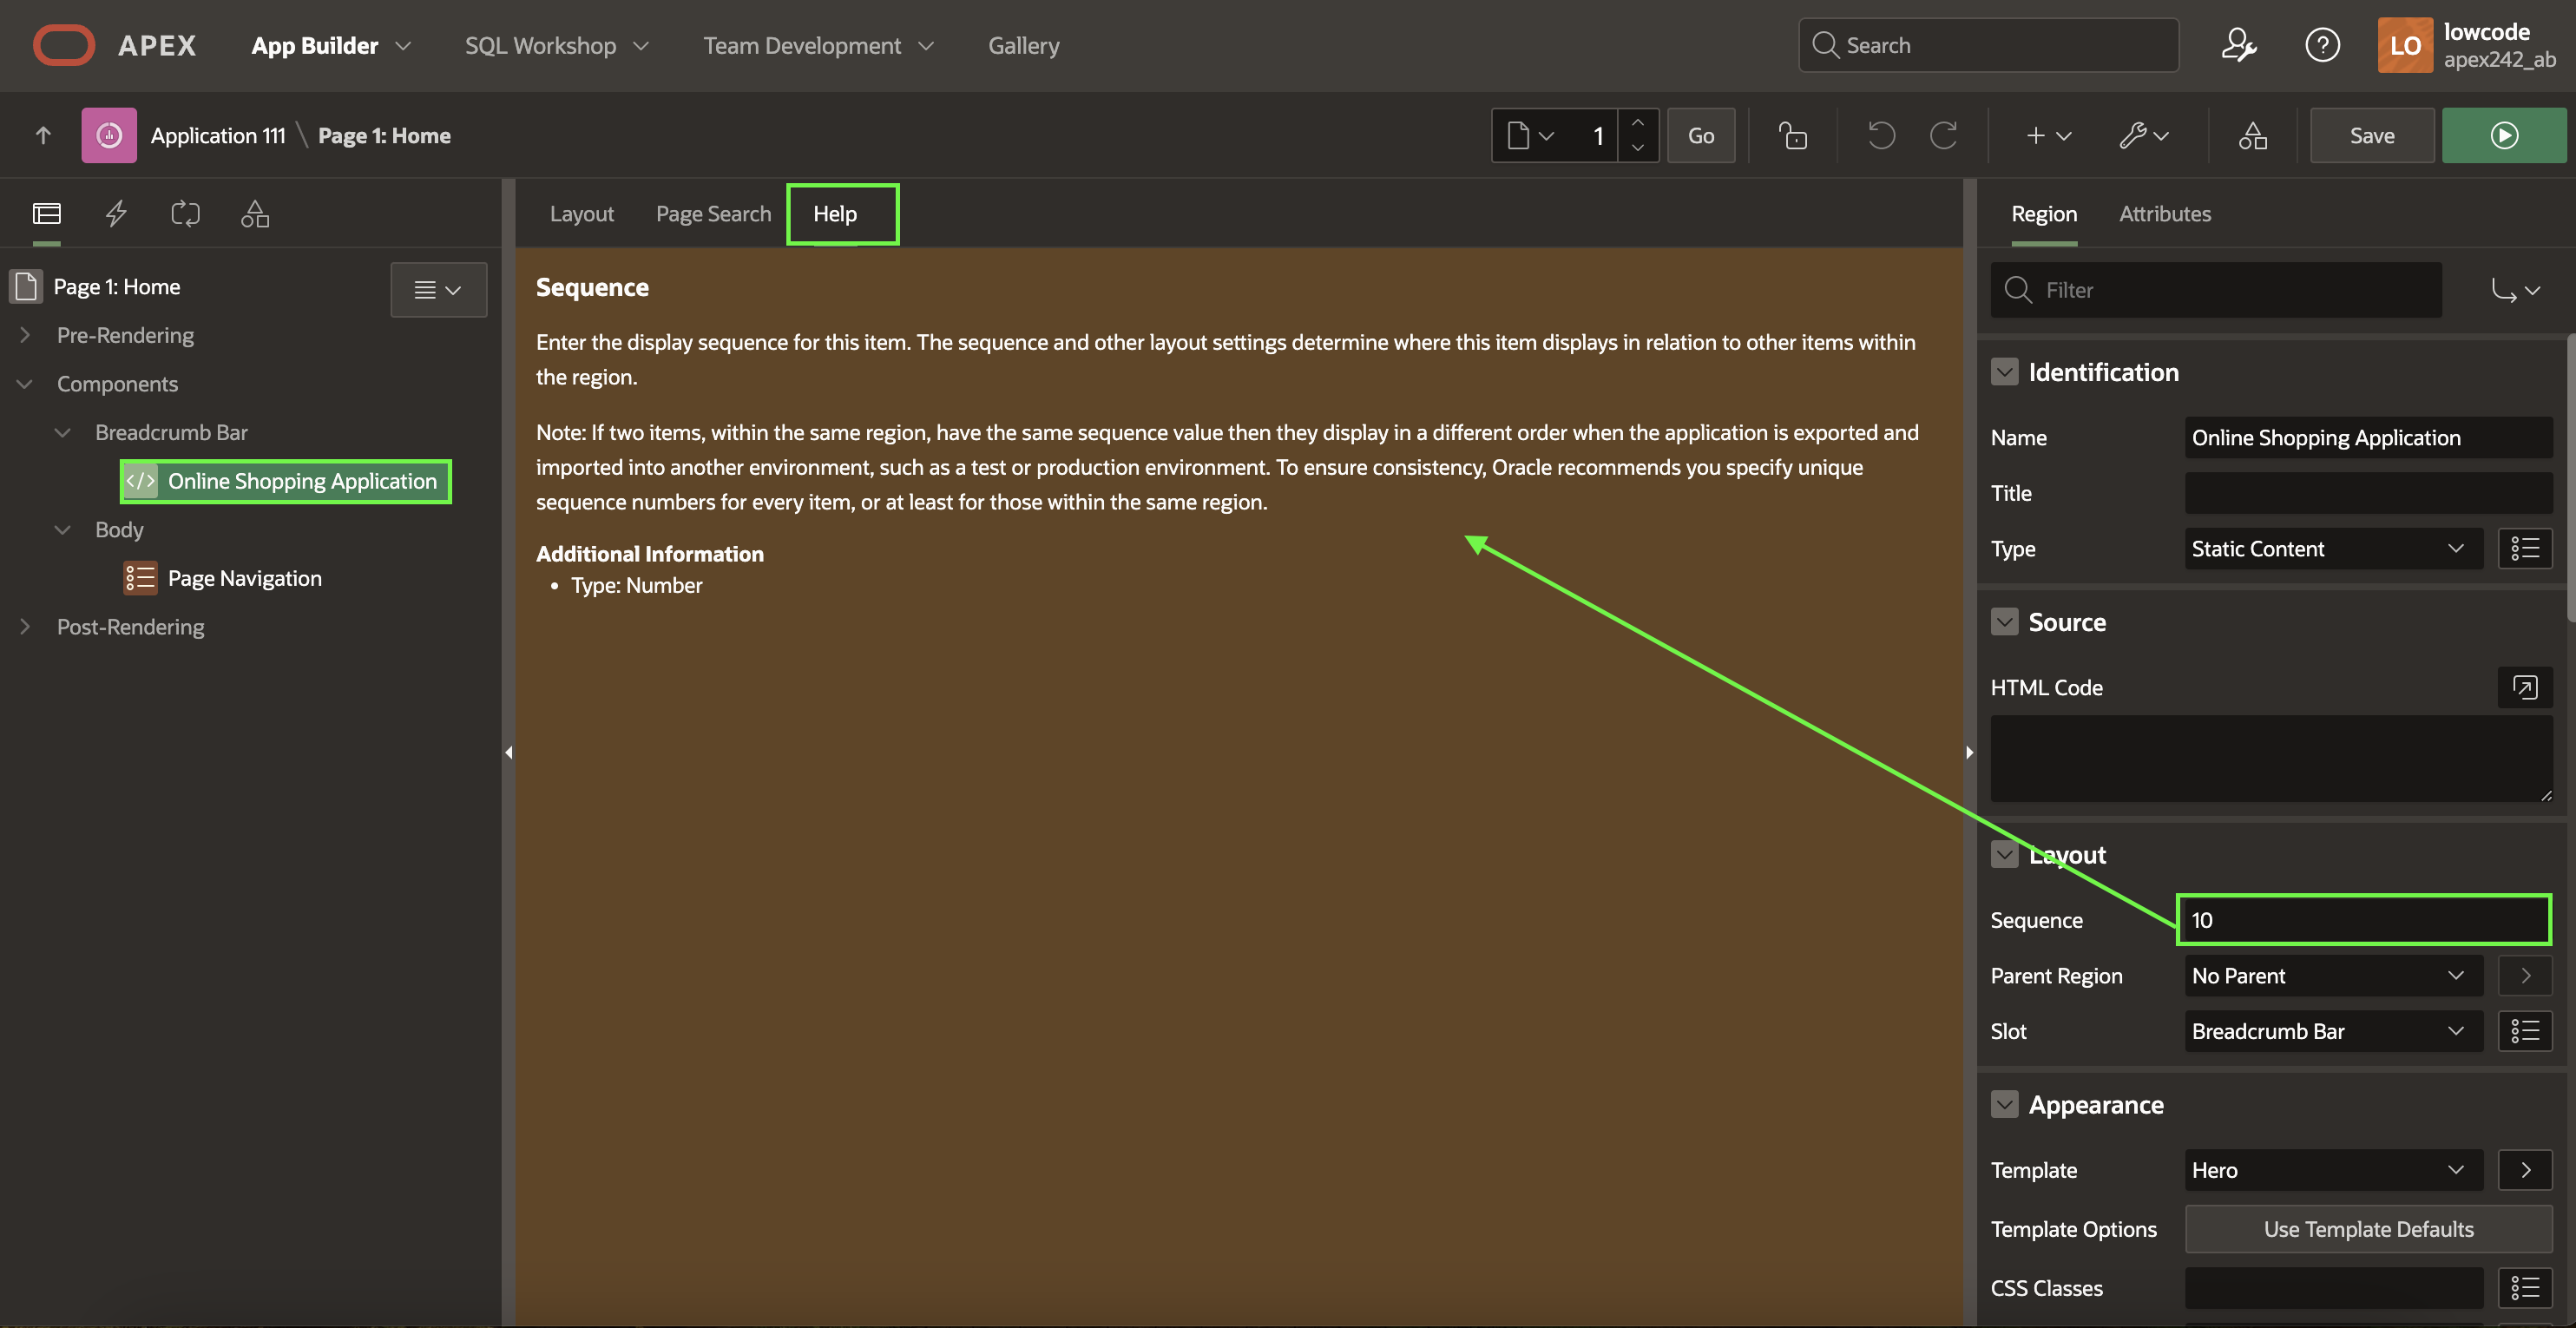 APEX App Builder SQL Workshop Team Development Gallery Search LO lowcode
apex242_ab
Application 111 \ Page 1: Home 1 Go Save
Layout Page Search Help
Region Attributes
Page 1: Home
Pre-Rendering
Components
Breadcrumb Bar
</> Online Shopping Application
Body
Page Navigation
Post-Rendering
Sequence
Enter the display sequence for this item. The sequence and other layout settings determine where this item displays in relation to other items within
the region.
Note: If two items, within the same region, have the same sequence value then they display in a different order when the application is exported and
imported into another environment, such as a test or production environment. To ensure consistency, Oracle recommends you specify unique
sequence numbers for every item, or at least for those within the same region.
Additional Information
• Type: Number
Filter
Identification
Name Online Shopping Application
Title
Type Static Content
Source
HTML Code
Layout
Sequence 10
Parent Region No Parent
Slot Breadcrumb Bar
Appearance
Template Hero
Template Options Use Template Defaults
CSS Classes